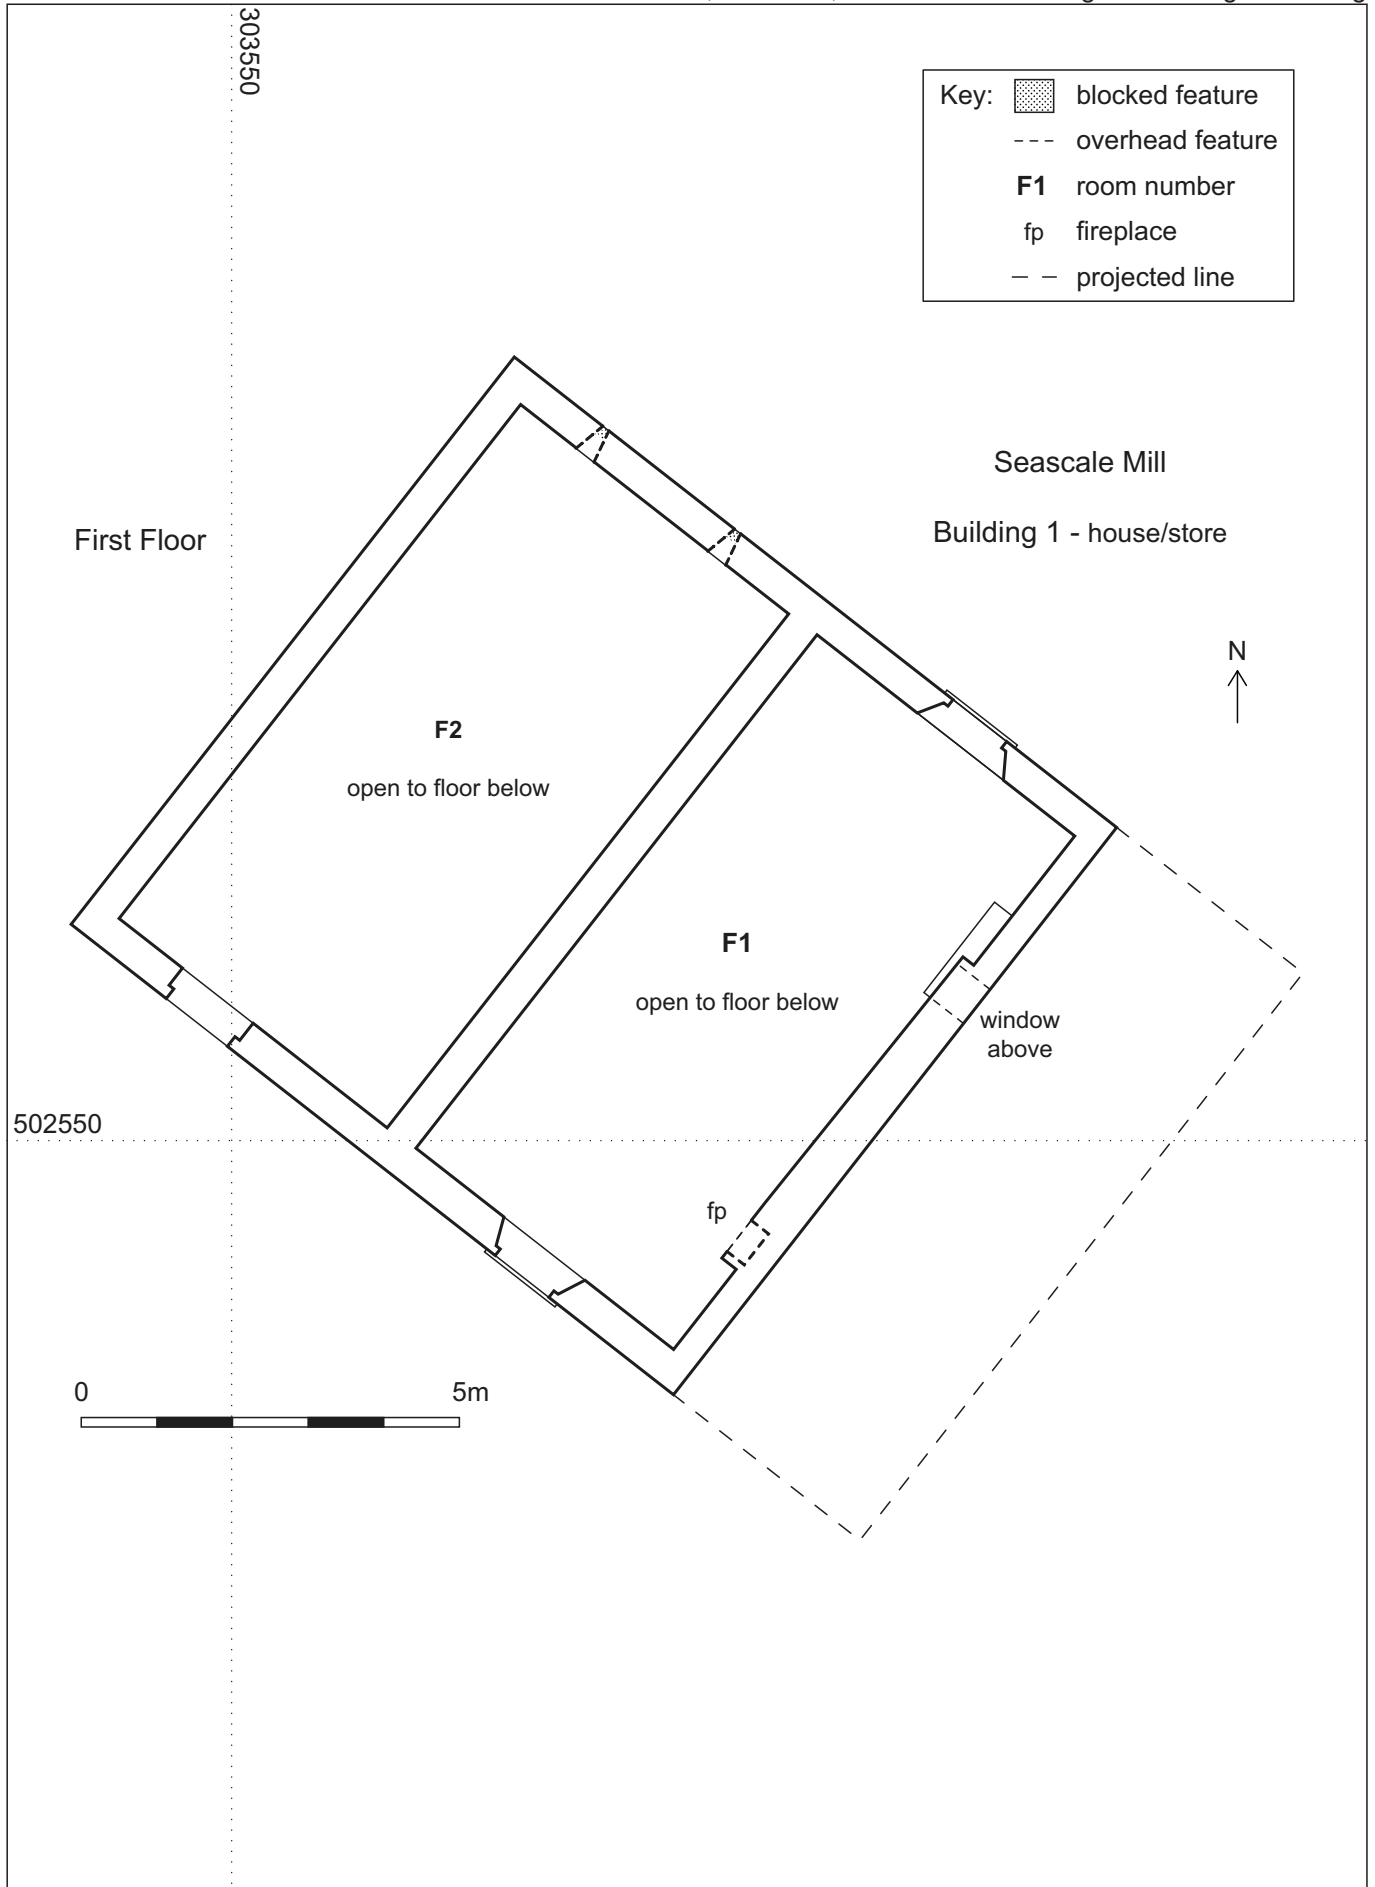 303550
Key:
blocked feature
overhead feature
F1 room number
fp fireplace
projected line
Seascale Mill
Building 1 - house/store
First Floor
N
F2
open to floor below
F1
open to floor below
window
above
502550
fp
0 5m